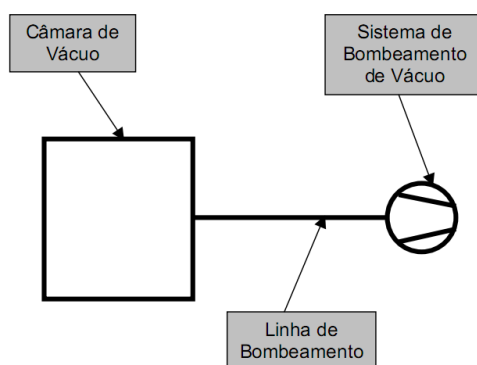 Câmara de
Vácuo
Sistema de
Bombeamento
de Vácuo
Linha de
Bombeamento